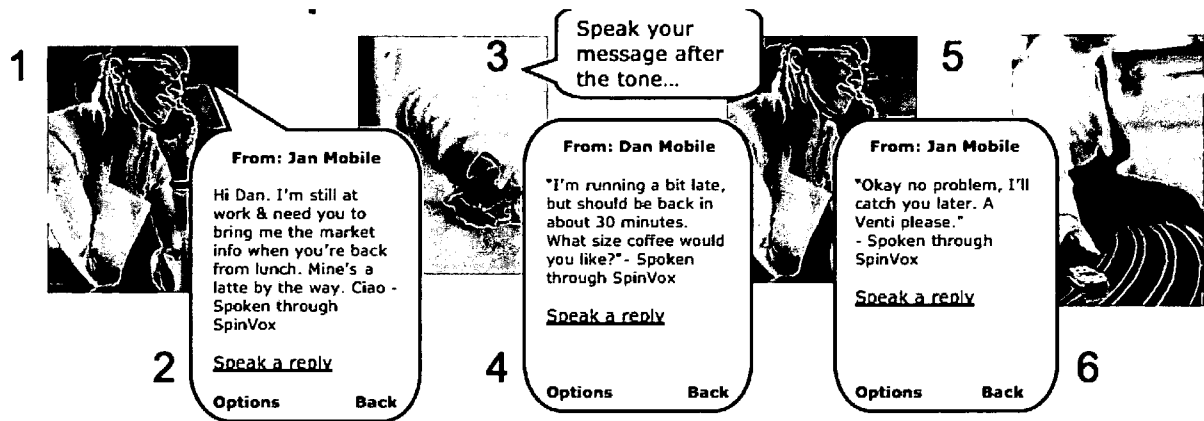 1
3
Speak your
message after
the tone...
5
From: Jan Mobile
Hi Dan. I'm still at
work & need you to
bring me the market
info when you're back
from lunch. Mine's a
latte by the way. Ciao -
Spoken through
SpinVox
Speak a reply
Options Back
2
From: Dan Mobile
"I'm running a bit late,
but should be back in
about 30 minutes.
What size coffee would
you like?"- Spoken
through SpinVox
Speak a reply
Options Back
4
From: Jan Mobile
"Okay no problem, I'll
catch you later. A
Venti please."
- Spoken through
SpinVox
Speak a reply
Options Back
6